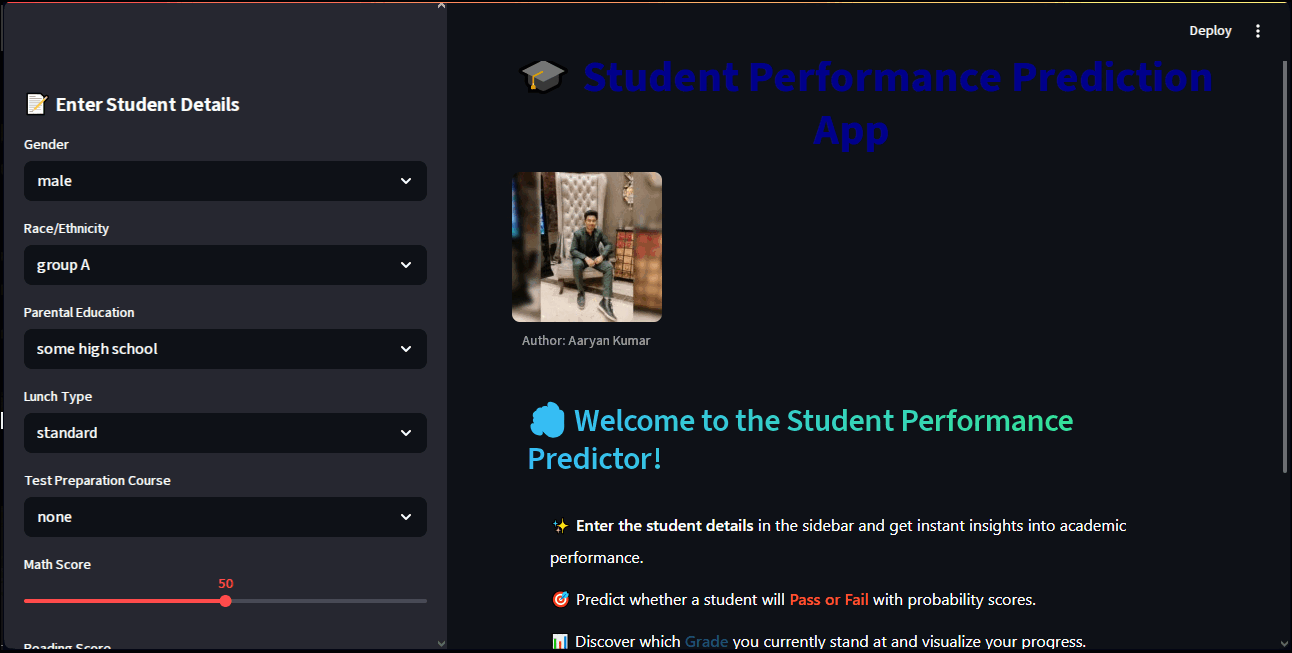 Deploy
📝 Enter Student Details
Gender
male
Race/Ethnicity
group A
Parental Education
some high school
Lunch Type
standard
Test Preparation Course
none
Math Score
50
Reading Score
🎓 Student Performance Prediction
App
Author: Aaryan Kumar
Welcome to the Student Performance
Predictor!
✨ Enter the student details in the sidebar and get instant insights into academic
performance.
🎯 Predict whether a student will Pass or Fail with probability scores.
📊 Discover which Grade you currently stand at and visualize your progress.